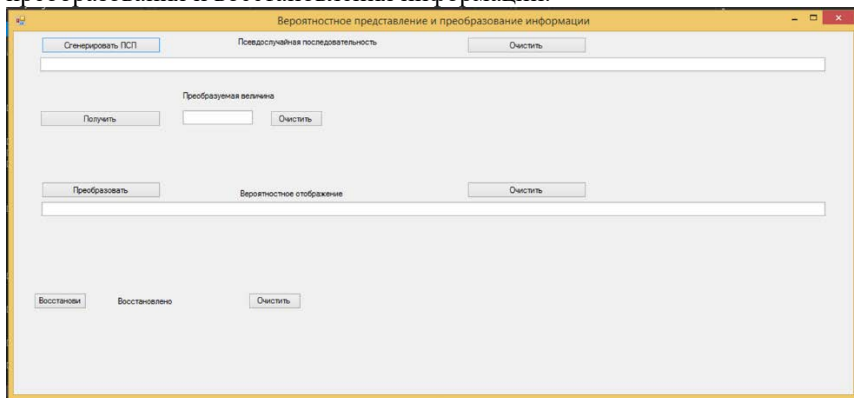 преобразования и восстановления информации.
Вероятностное представление и преобразование информации
Сгенерировать ПСП Псевдослучайная последовательность Очистить
Преобразуемая величина
Получить Очистить
Преобразовать Вероятностное отображение Очистить
Восстанови Восстановлено Очистить